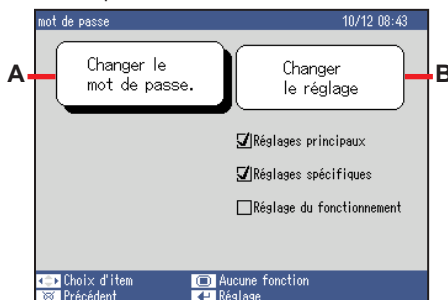 mot de passe 10/12 08:43
A
Changer le
mot de passe.
Changer
le réglage
B
Réglages principaux
Réglages spécifiques
Réglage du fonctionnement
Choix d'item Aucune fonction
Précédent Réglage